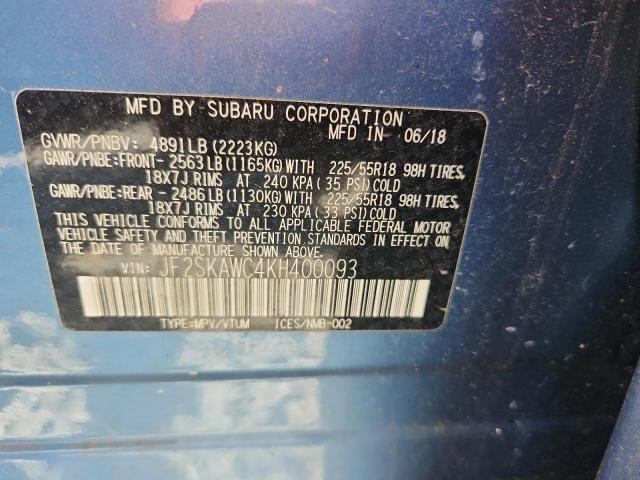 MFD BY SUBARU CORPORATION
MFD IN 06/18
GVWR/PNBV: 4891LB(2223KG)
GAWR/PNBE:FRONT- 2563LB(1165KG)WITH 225/55R18 98H TIRES,
18X7J RIMS AT 240 KPA(35 PSI)COLD
GAWR/PNBE:REAR -2486LB(1130KG)WITH 225/55R18 98H TIRES,
18X7J RIMS AT 230 KPA(33 PSI)COLD
THIS VEHICLE CONFORMS TO ALL APPLICABLE FEDERAL MOTOR
VEHICLE SAFETY AND THEFT PREVENTION STANDARDS IN EFFECT ON
THE DATE OF MANUFACTURE SHOWN ABOVE.
VIN: JF2SKAWC4KH400093
TYPE:MPV/VTUM ICES/NMB-002